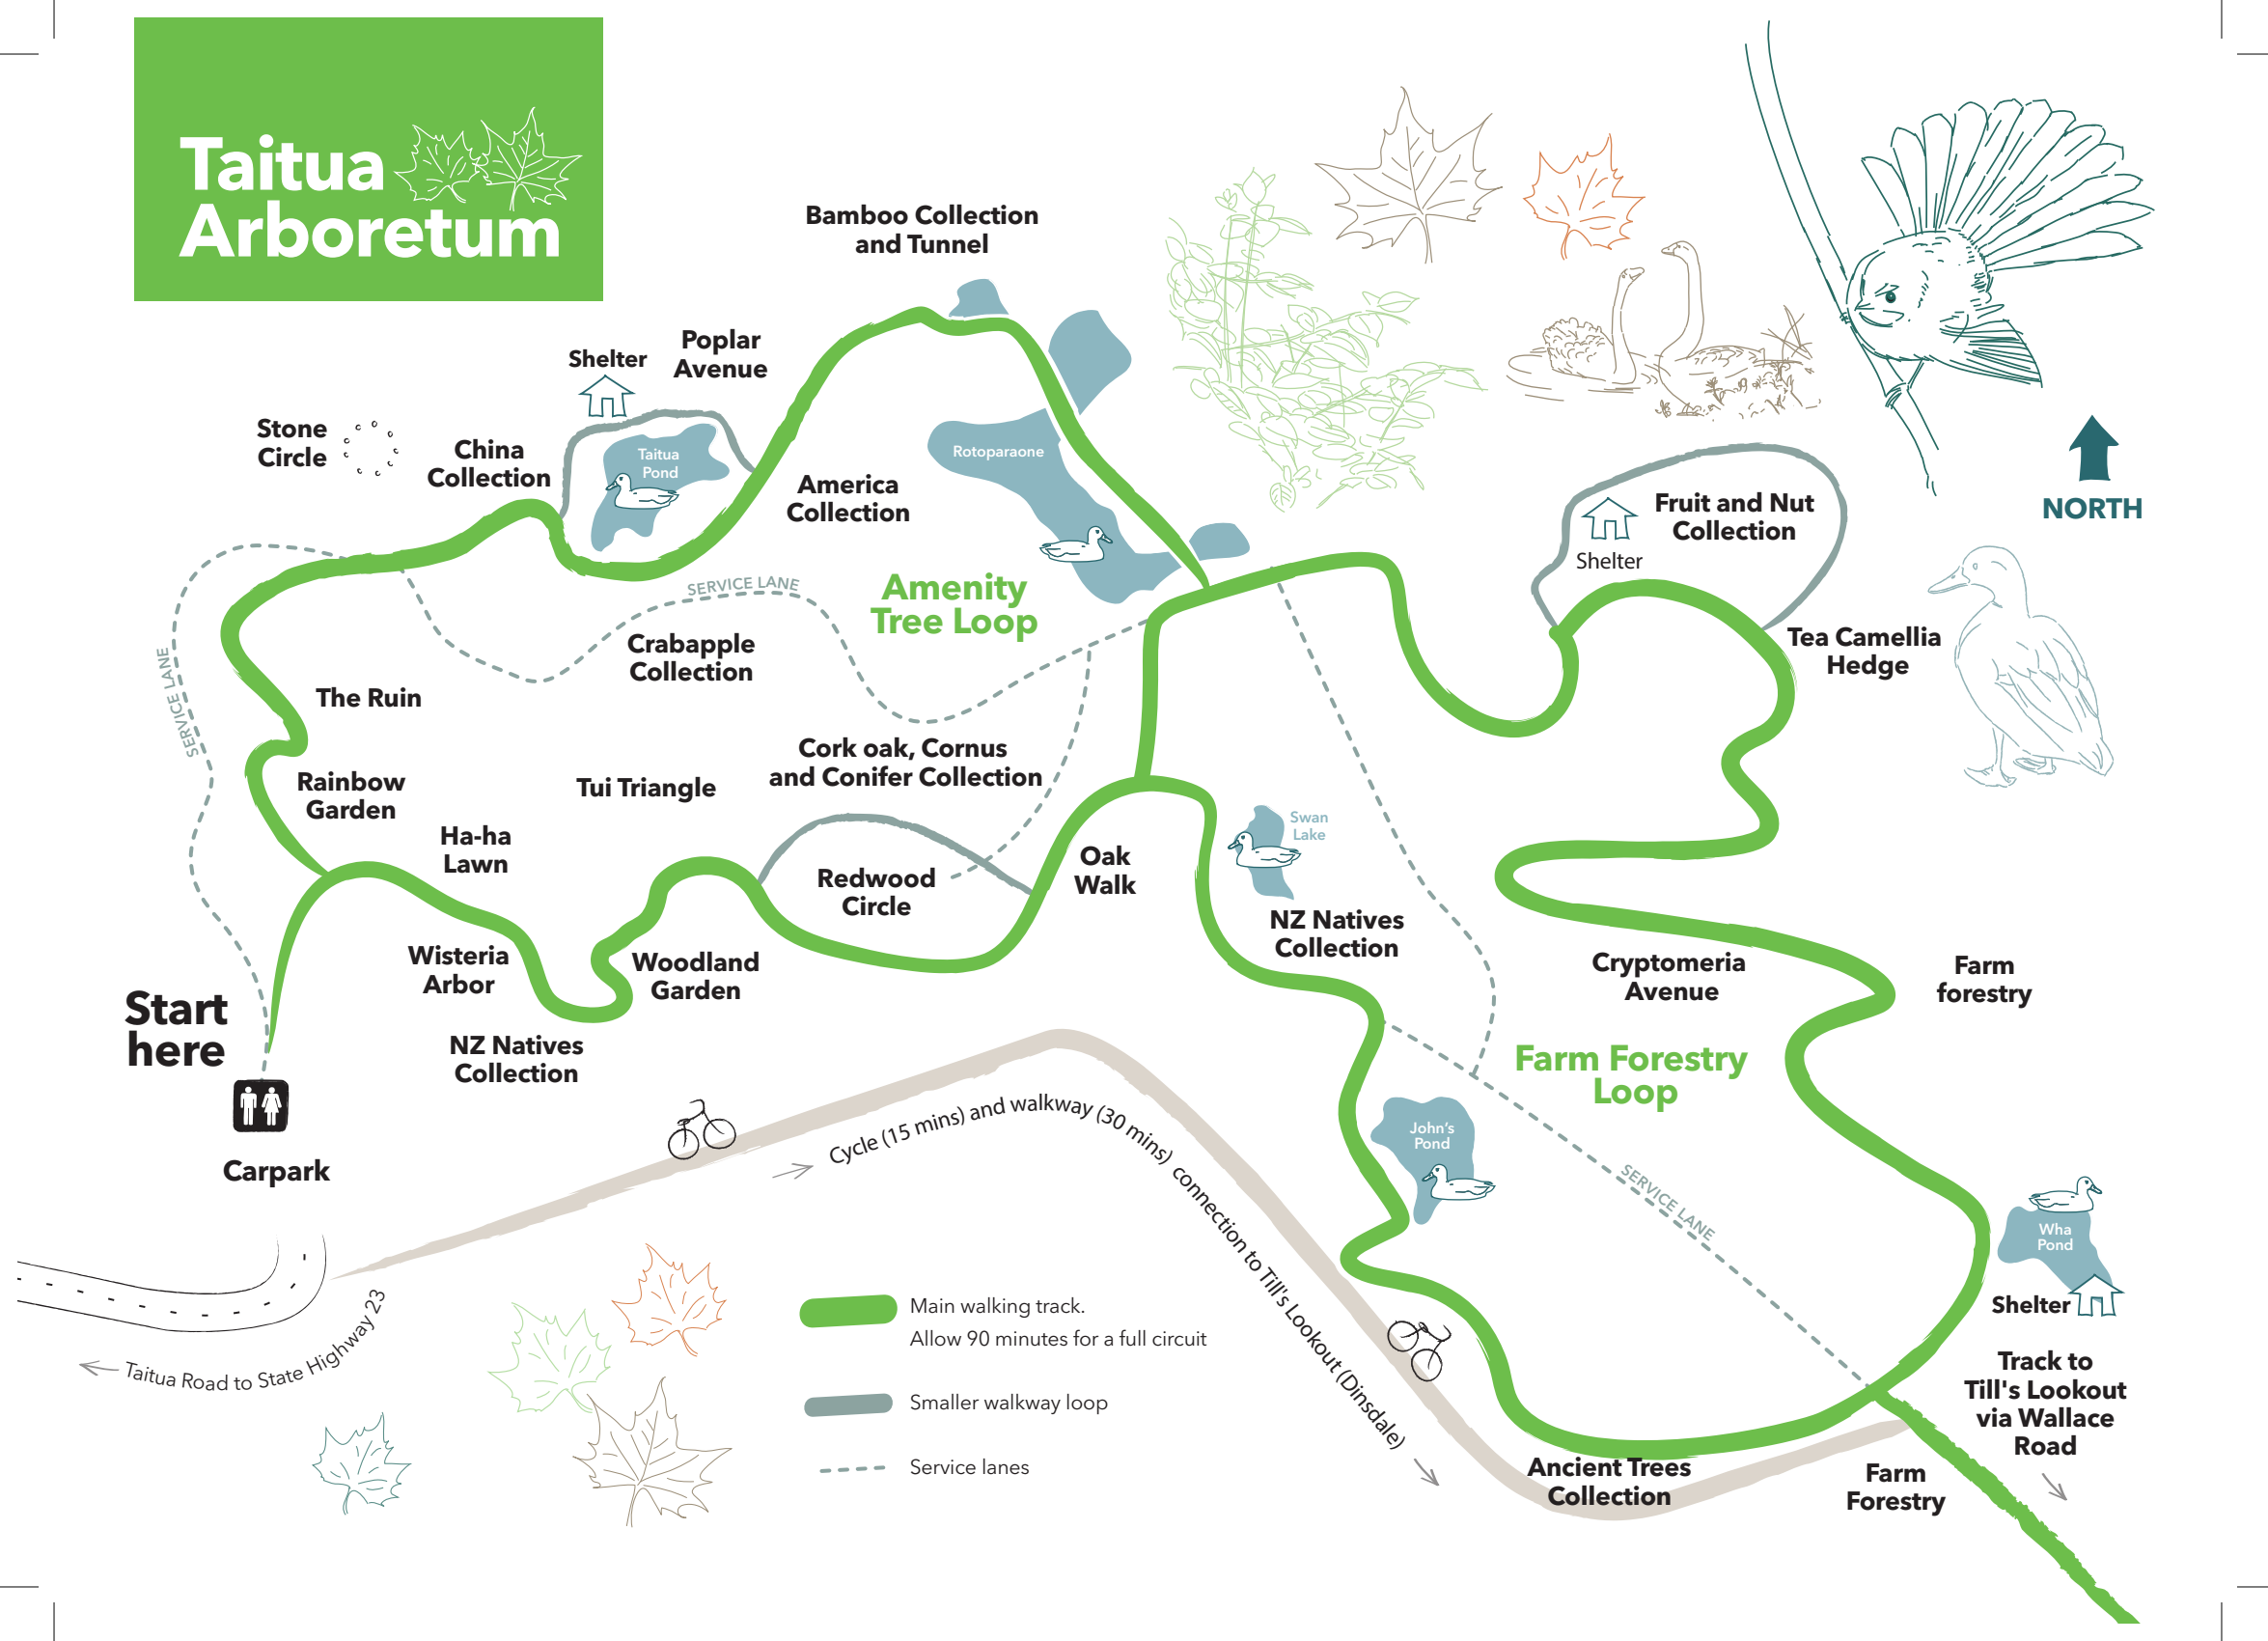 Taitua
Arboretum
Bamboo Collection
and Tunnel
Poplar
Avenue
Shelter
Stone
Circle
China
Collection
Taitua
Pond
America
Collection
Rotoparaone
Fruit and Nut
Collection
Shelter
NORTH
SERVICE LANE
Amenity
Tree Loop
Crabapple
Collection
Tea Camellia
Hedge
SERVICE LANE
The Ruin
Rainbow
Garden
Tui Triangle
Cork oak, Cornus
and Conifer Collection
Ha-ha
Lawn
Swan
Lake
Redwood
Circle
Oak
Walk
NZ Natives
Collection
Wisteria
Arbor
Woodland
Garden
Cryptomeria
Avenue
Farm
forestry
Start
here
NZ Natives
Collection
Farm Forestry
Loop
John's
Pond
Carpark
Cycle (15 mins) and walkway (30 mins) connection to Till's Lookout (Dinsdale)
SERVICE LANE
Wha
Pond
Shelter
Taitua Road to State Highway 23
Main walking track.
Allow 90 minutes for a full circuit
Smaller walkway loop
Service lanes
Track to
Till's Lookout
via Wallace
Road
Ancient Trees
Collection
Farm
Forestry